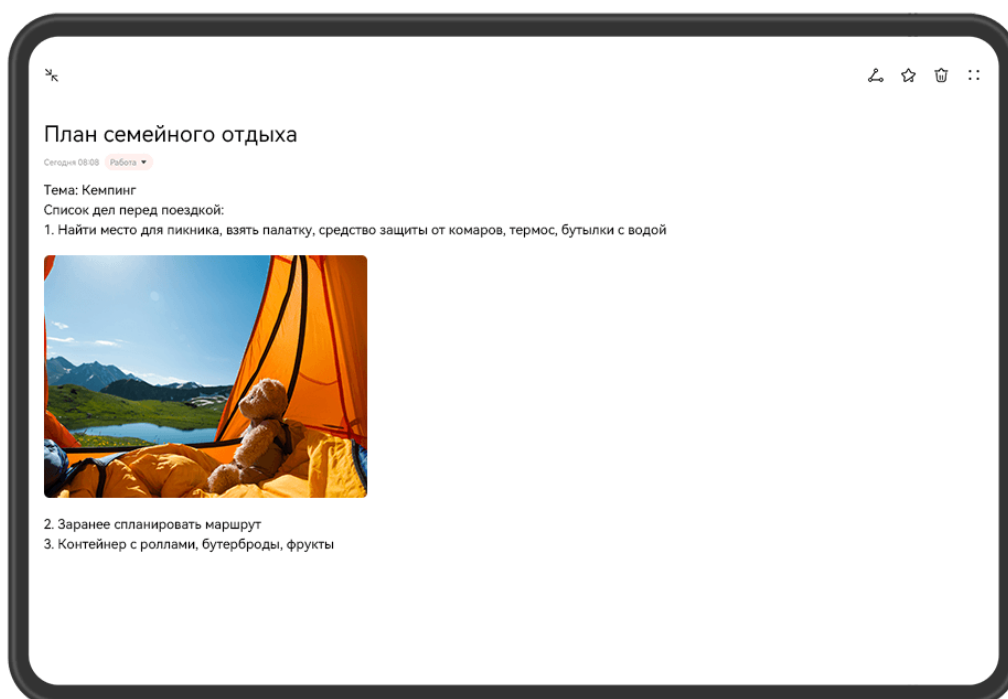 План семейного отдыха
Сегодня 08:08 Работа
Тема: Кемпинг
Список дел перед поездкой:
1. Найти место для пикника, взять палатку, средство защиты от комаров, термос, бутылки с водой
2. Заранее спланировать маршрут
3. Контейнер с роллами, бутерброды, фрукты